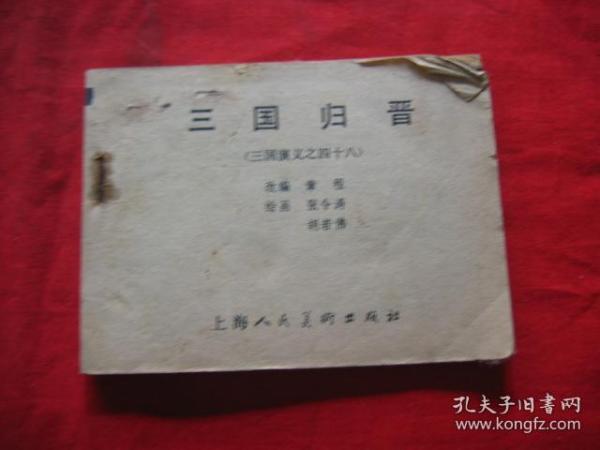 三国归晋
(三国演义之四十八)
改编 黄程
绘画 张令涛
胡若佛
上海人民美术出版社
孔夫子旧书网
www.kongfz.com